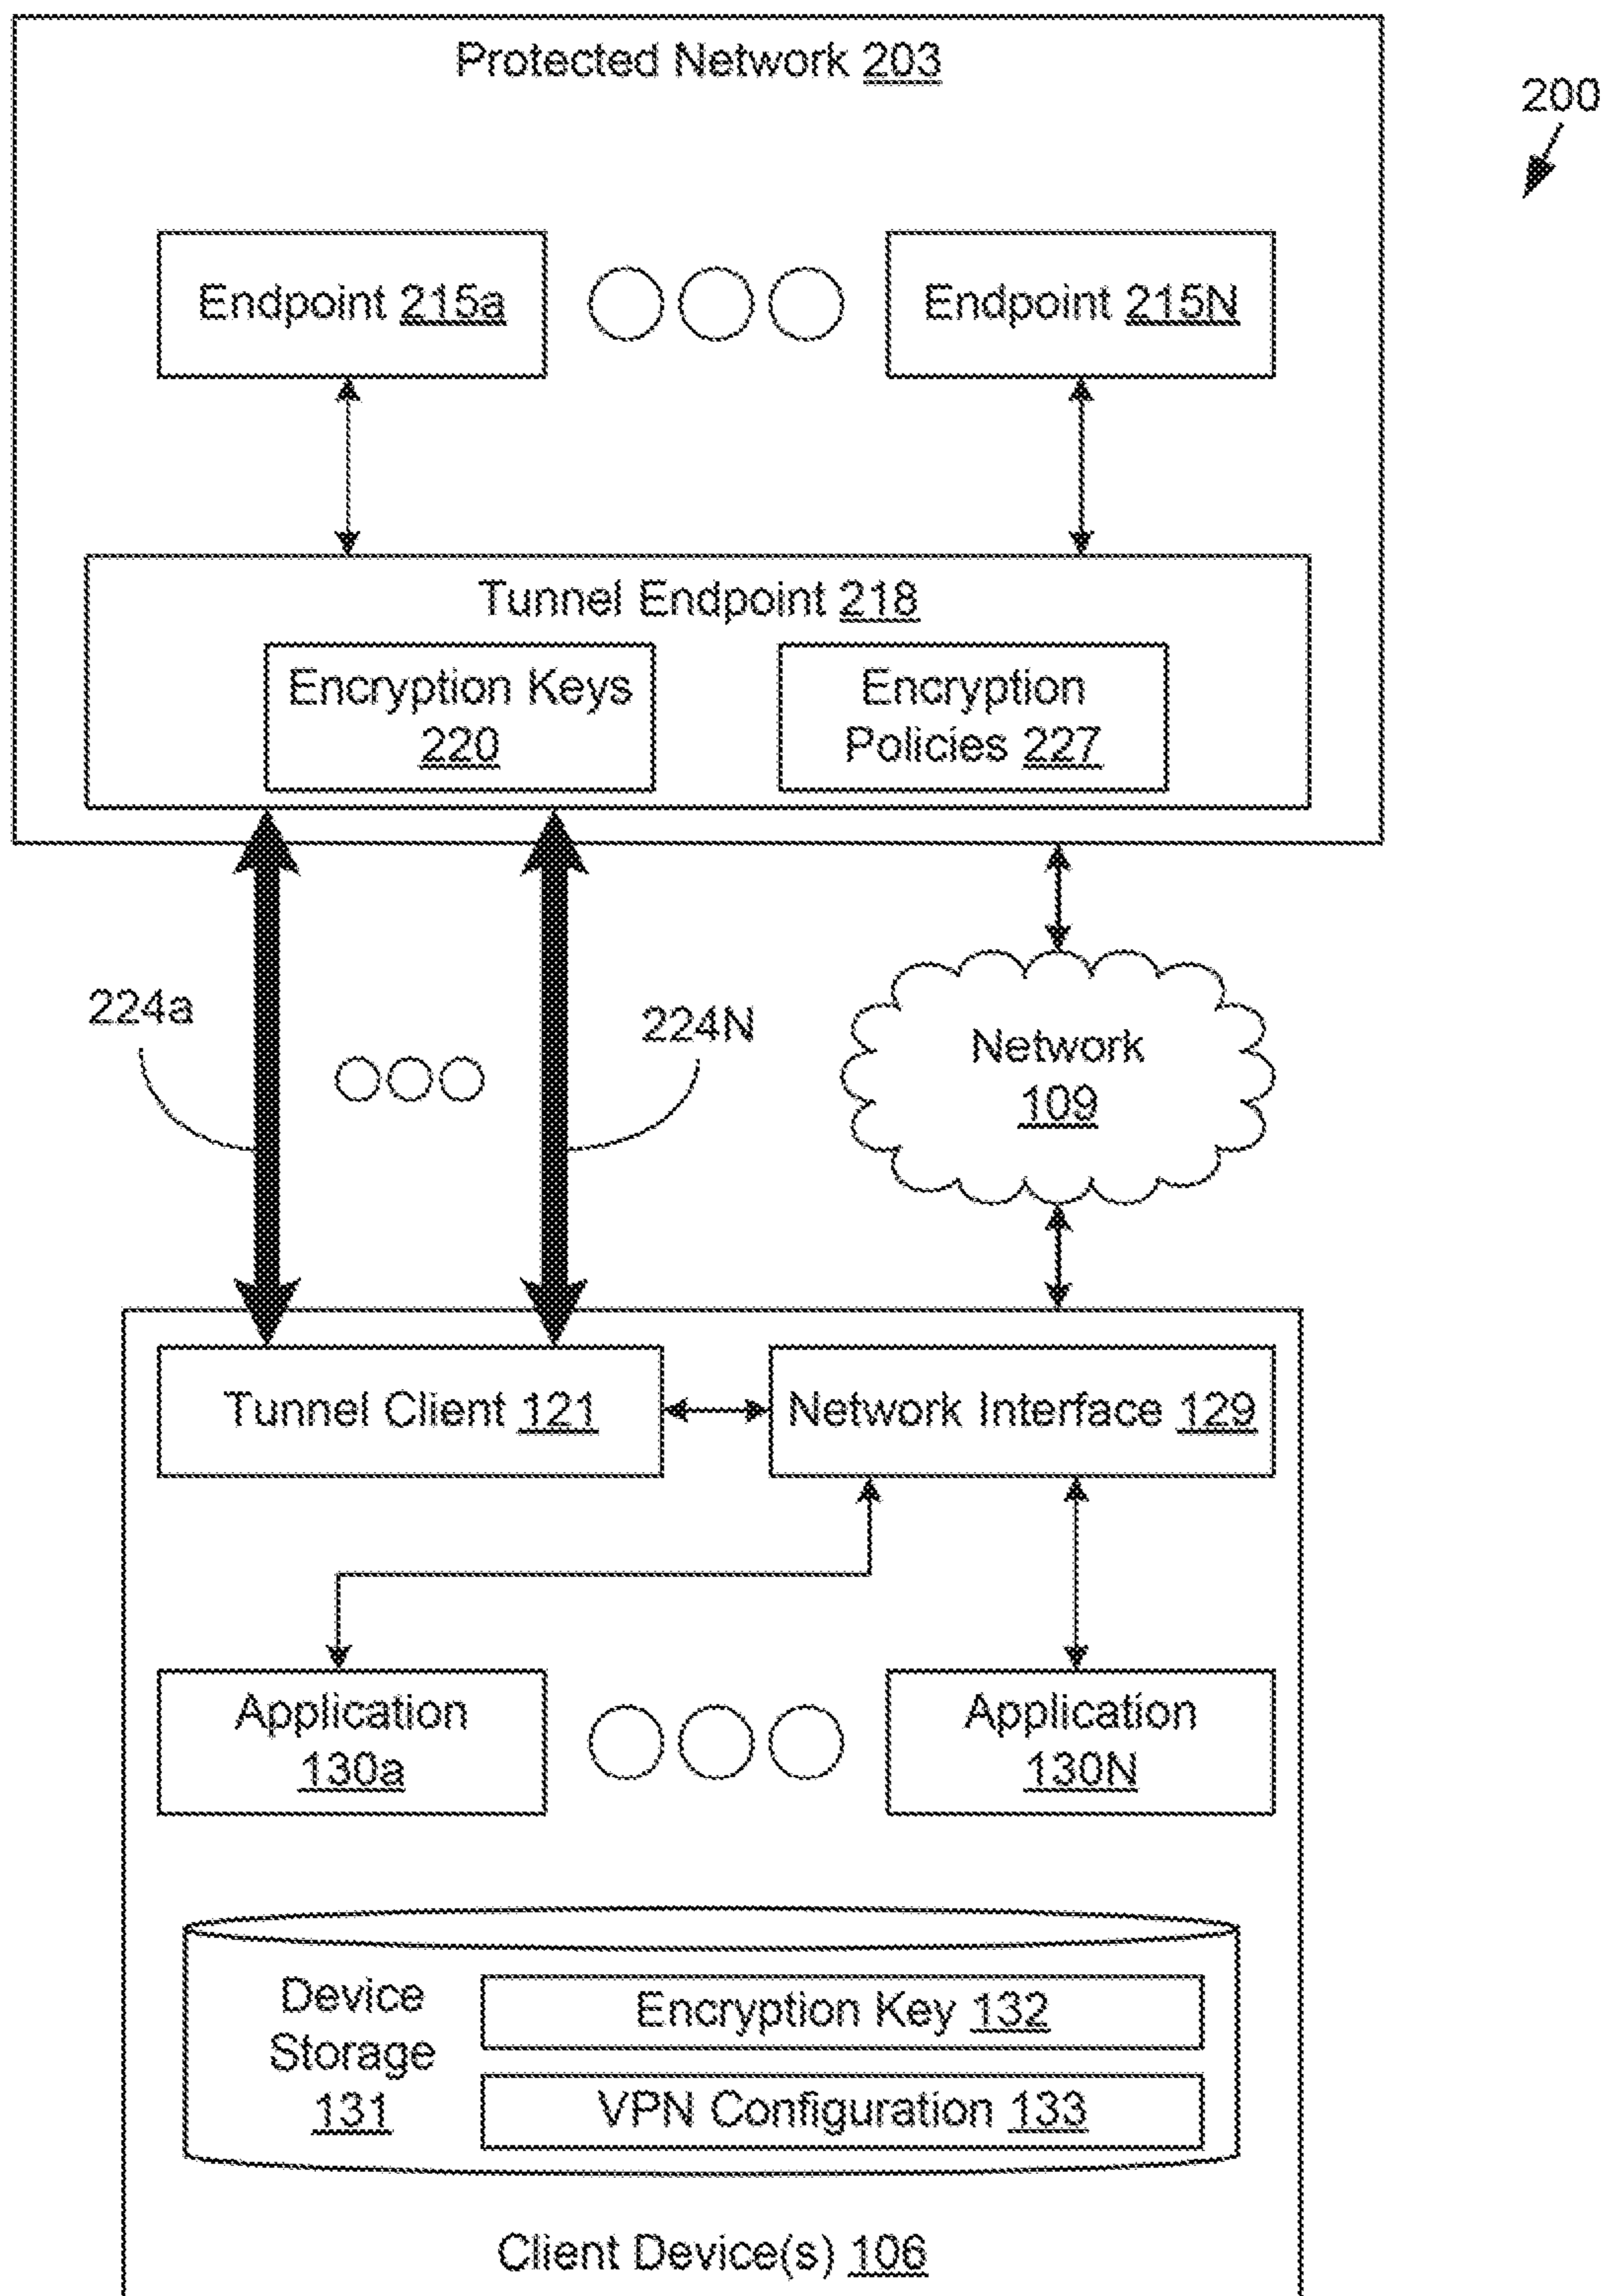 Protected Network 203
200
Endpoint 215a
Endpoint 215N
Tunnel Endpoint 218
Encryption Keys
220
Encryption
Policies 227
224a
224N
Network
109
Tunnel Client 121
Network Interface 129
Application
130a
Application
130N
Device
Storage
131
Encryption Key 132
VPN Configuration 133
Client Device(s) 106